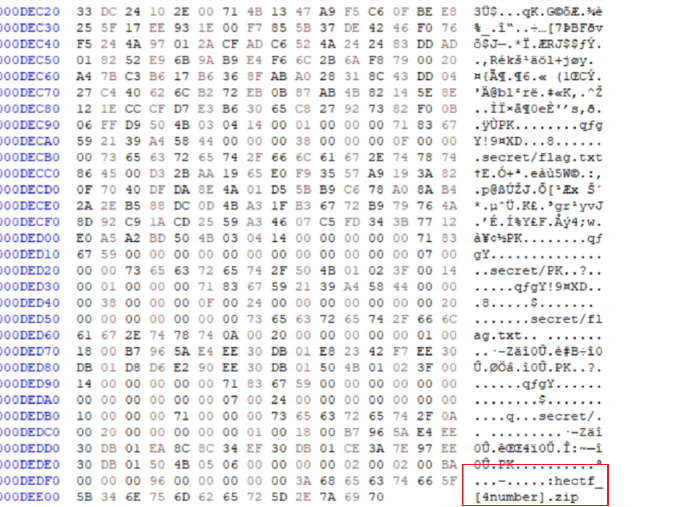 000DEC20 33 DC 24 10 2E 00 71 4B 13 47 A9 F5 C6 0F BE E8 3Ü$...qK.G©õÆ.¾è
000DEC30 25 5F 17 EE 93 1E 00 F7 85 5B 37 DE 42 46 F0 76 %_.î“..÷…[7ÞBFðv
000DEC40 F5 24 4A 97 01 2A CF AD C6 52 4A 24 24 83 DD AD õ$J—.*Ï.ÆRJ$$ƒÝ.
000DEC50 01 82 52 E9 6B 9A B9 E4 F6 6C 2B 6A F8 79 00 20 .‚Rékš¹äöl+jøy.
000DEC60 A4 7B C3 B6 17 B6 36 8F AB A0 28 31 8C 43 DD 04 ¤{Ã¶.¶6.« (1ŒCÝ.
000DEC70 27 C4 40 62 6C B2 72 EB 0B 87 AB 4B 82 14 5E 8E 'Ä@bl²rë.‡«K‚.^Ž
000DEC80 12 1E CC CF D7 E3 B6 30 65 C8 27 92 73 82 F0 0B ..ÌÏ×ã¶0eÈ'’s‚ð.
000DEC90 06 FF D9 50 4B 03 04 14 00 01 00 00 00 71 83 67 .ÿÙPK........qƒg
000DECA0 59 21 39 A4 58 44 00 00 00 38 00 00 00 0F 00 00 Y!9¤XD...8......
000DECB0 00 73 65 63 72 65 74 2F 66 6C 61 67 2E 74 78 74 .secret/flag.txt
000DECC0 86 45 00 D3 2B AA 19 65 E0 F9 35 57 A9 19 3A 82 †E.Ó+ª.eàù5W©.:‚
000DECD0 0F 70 40 DF DA 8E 4A 01 D5 5B B9 C6 78 A0 8A B4 .p@ßÚŽJ.Õ[¹Æx Š´
000DECE0 2A 2E B5 88 DC 0D 4B A3 1F B3 67 72 B9 79 76 4A *.µˆÜ.K£.³gr¹yvJ
000DECF0 8D 92 C9 1A CD 25 59 A3 46 07 C5 FD 34 3B 77 12 .’É.Í%Y£F.Åý4;w.
000DED00 E0 A5 A2 BD 50 4B 03 04 14 00 00 00 00 00 71 83 à¥¢½PK........qƒ
000DED10 67 59 00 00 00 00 00 00 00 00 00 00 00 00 07 00 gY..............
000DED20 00 00 73 65 63 72 65 74 2F 50 4B 01 02 3F 00 14 ..secret/PK..?..
000DED30 00 01 00 00 00 71 83 67 59 21 39 A4 58 44 00 00 .....qƒgY!9¤XD..
000DED40 00 38 00 00 00 0F 00 24 00 00 00 00 00 00 00 20 .8.....$.......
000DED50 00 00 00 00 00 00 00 73 65 63 72 65 74 2F 66 6C .......secret/fl
000DED60 61 67 2E 74 78 74 0A 00 20 00 00 00 00 00 01 00 ag.txt.. .......
000DED70 18 00 B7 96 5A E4 EE 30 DB 01 E8 23 42 F7 EE 30 ..·–Zäî0Û.è#B÷î0
000DED80 DB 01 D8 D6 E2 90 EE 30 DB 01 50 4B 01 02 3F 00 Û.ØÖâ.î0Û.PK..?.
000DED90 14 00 00 00 00 00 71 83 67 59 00 00 00 00 00 00 ......qƒgY......
000DEDA0 00 00 00 00 00 00 07 00 24 00 00 00 00 00 00 00 ........$.......
000DEDB0 10 00 00 00 71 00 00 00 73 65 63 72 65 74 2F 0A ....q...secret/.
000DEDC0 00 20 00 00 00 00 00 01 00 18 00 B7 96 5A E4 EE . .........·–Zäî
000DEDD0 30 DB 01 EA 8C 8C 34 EF 30 DB 01 CE 3A 7E 97 EE 0Û.êŒŒ4ï0Û.Î:~—î
000DEDE0 30 DB 01 50 4B 05 06 00 00 00 00 02 00 02 00 BA 0Û.PK..........º
000DEDF0 00 00 00 96 00 00 00 00 00 3A 68 65 63 74 66 5F ...–.....:hectf_
000DEE00 5B 34 6E 75 6D 62 65 72 5D 2E 7A 69 70 [4number].zip